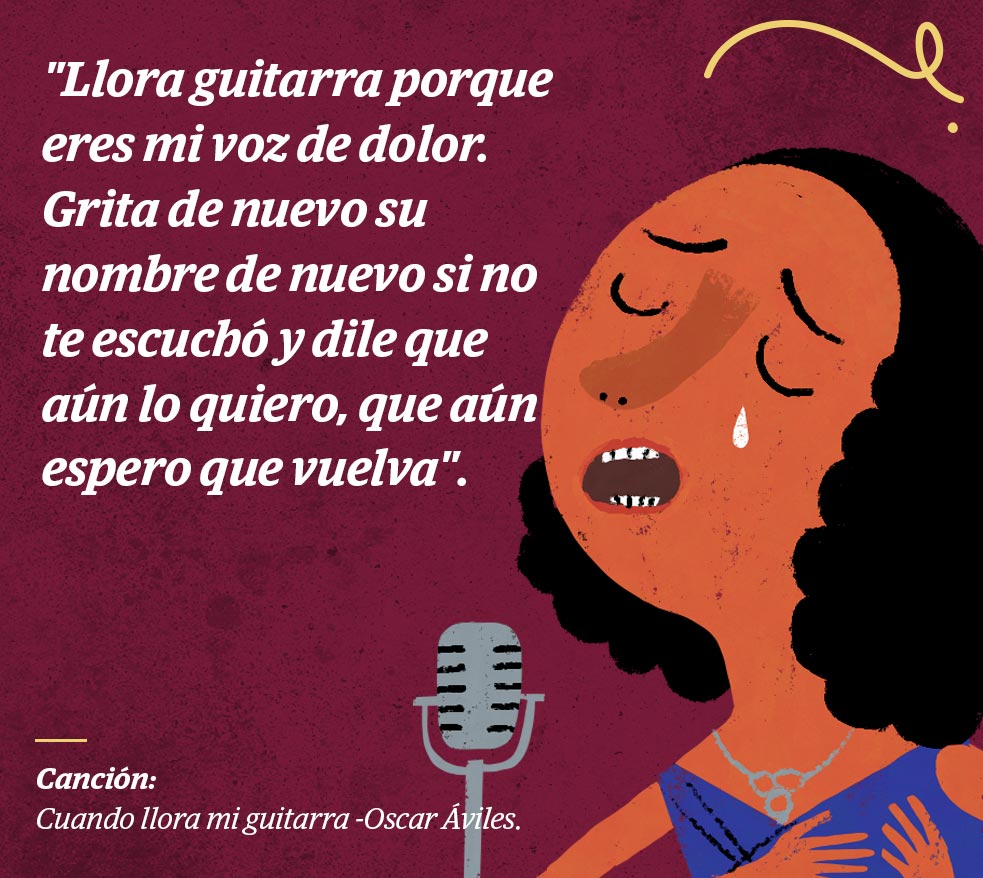 "Llora guitarra porque
eres mi voz de dolor.
Grita de nuevo su
nombre de nuevo si no
te escuchó y dile que
aún lo quiero, que aún
espero que vuelva".
Canción:
Cuando llora mi guitarra -Oscar Áviles.